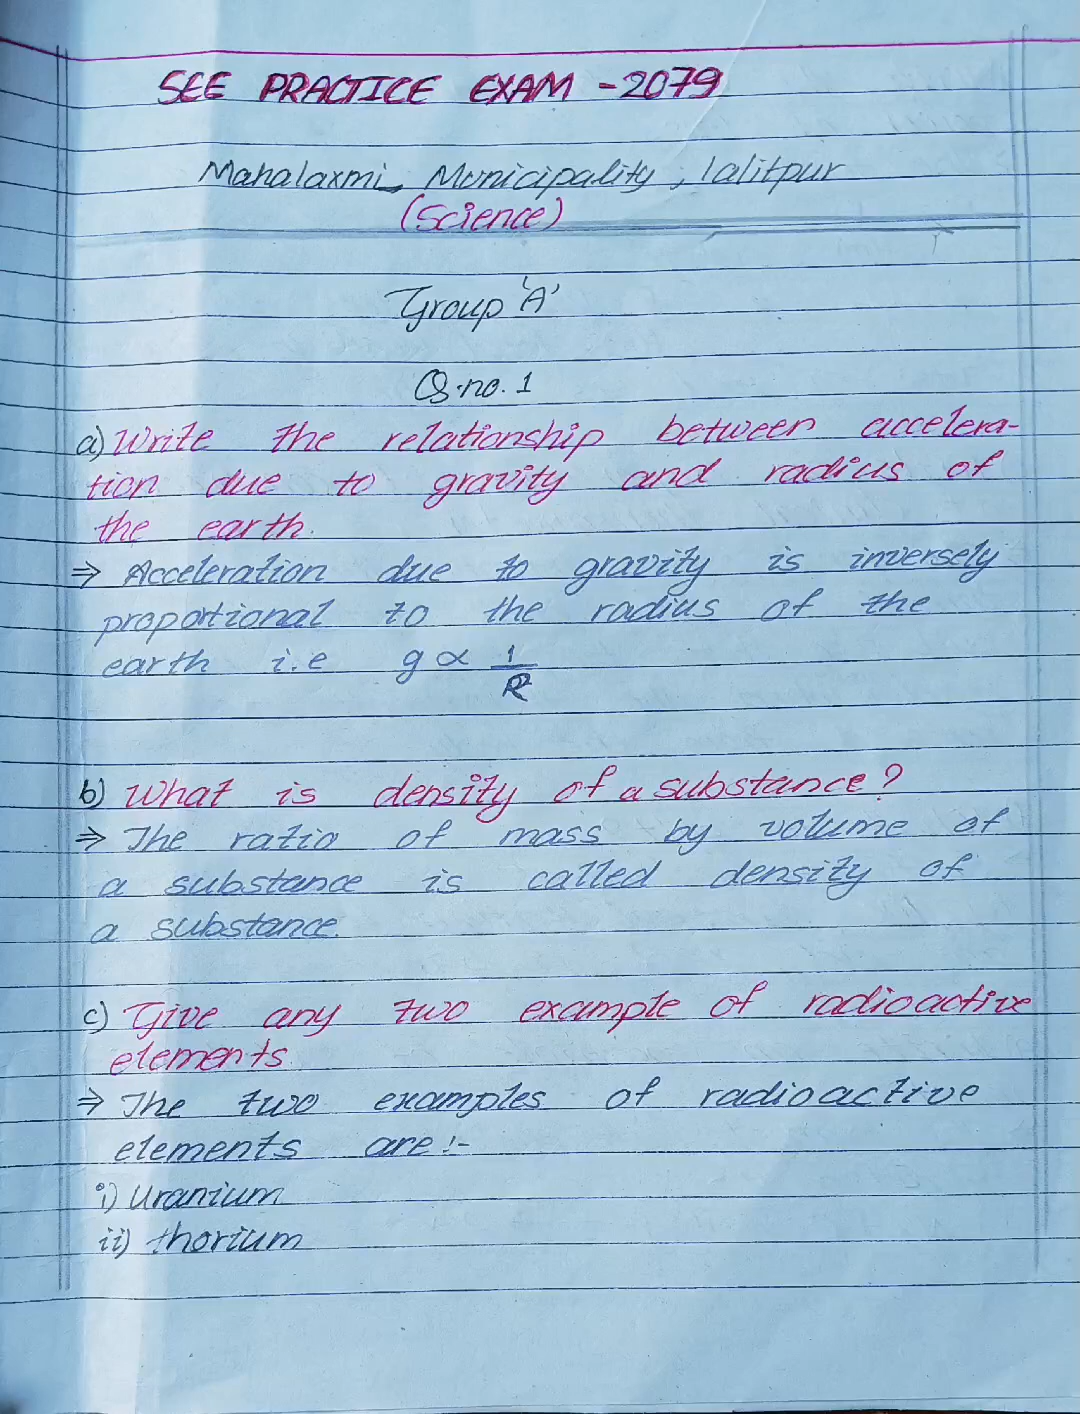 SEE PRACTICE EXAM - 2079
Mahalaxmi, Municipality, lalitpur
(Science)
Group 'A'
Q.no. 1
a) Write the relationship between accelera-
tion due to gravity and radius of
the earth.
⇒ Acceleration due to gravity is inversely
proportional to the radius of the
earth i.e g ∝ 1/R²
b) What is density of a substance?
⇒ The ratio of mass by volume of
a substance is called density of
a substance.
c) Give any two example of radioactive
elements
⇒ The two examples of radioactive
elements are :-
i) Uranium
ii) thorium